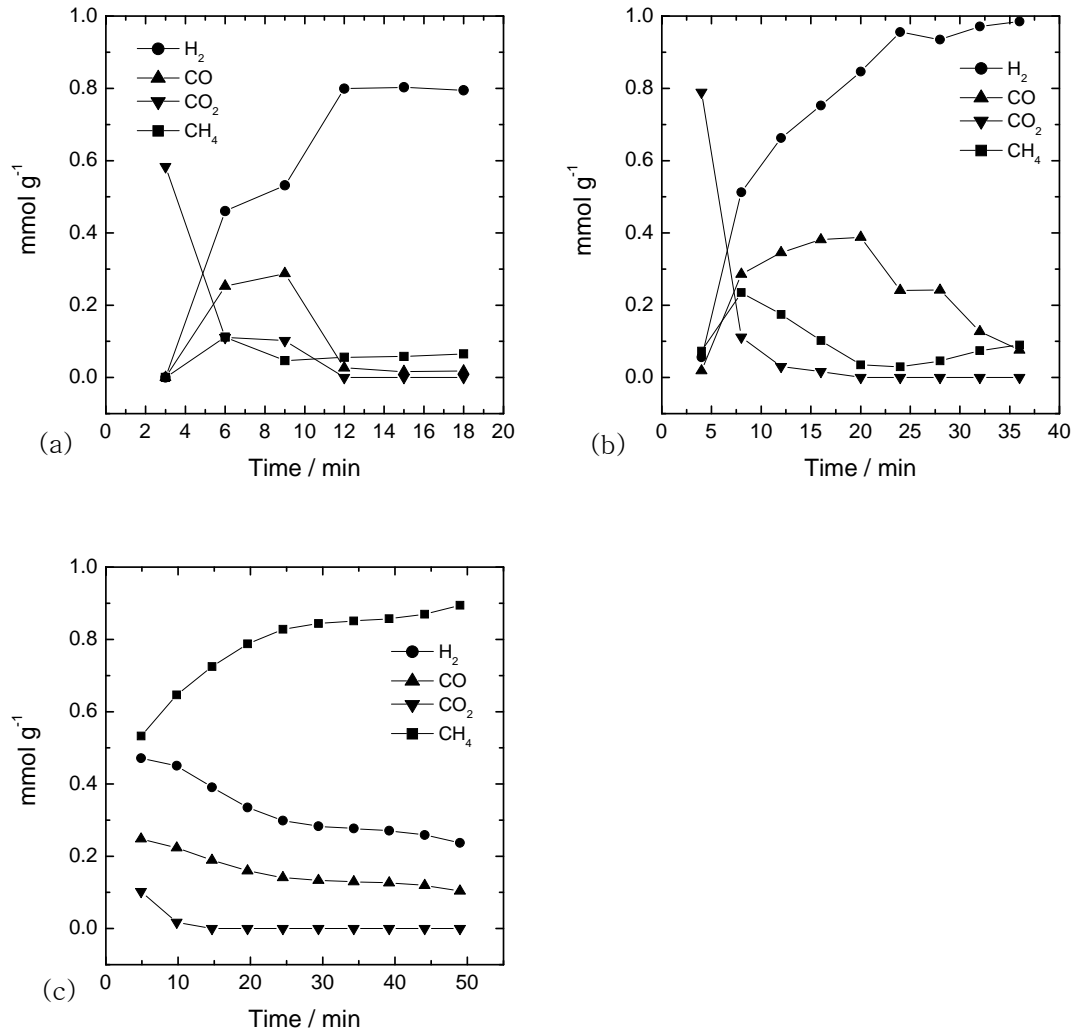 1.0
0.8
0.6
0.4
0.2
0.0
mmol g⁻¹
H₂
CO
CO₂
CH₄
0 2 4 6 8 10 12 14 16 18 20
(a)
Time / min
1.0
0.8
0.6
0.4
0.2
0.0
mmol g⁻¹
H₂
CO
CO₂
CH₄
0 5 10 15 20 25 30 35 40
(b)
Time / min
1.0
0.8
0.6
0.4
0.2
0.0
mmol g⁻¹
H₂
CO
CO₂
CH₄
0 10 20 30 40 50
(c)
Time / min